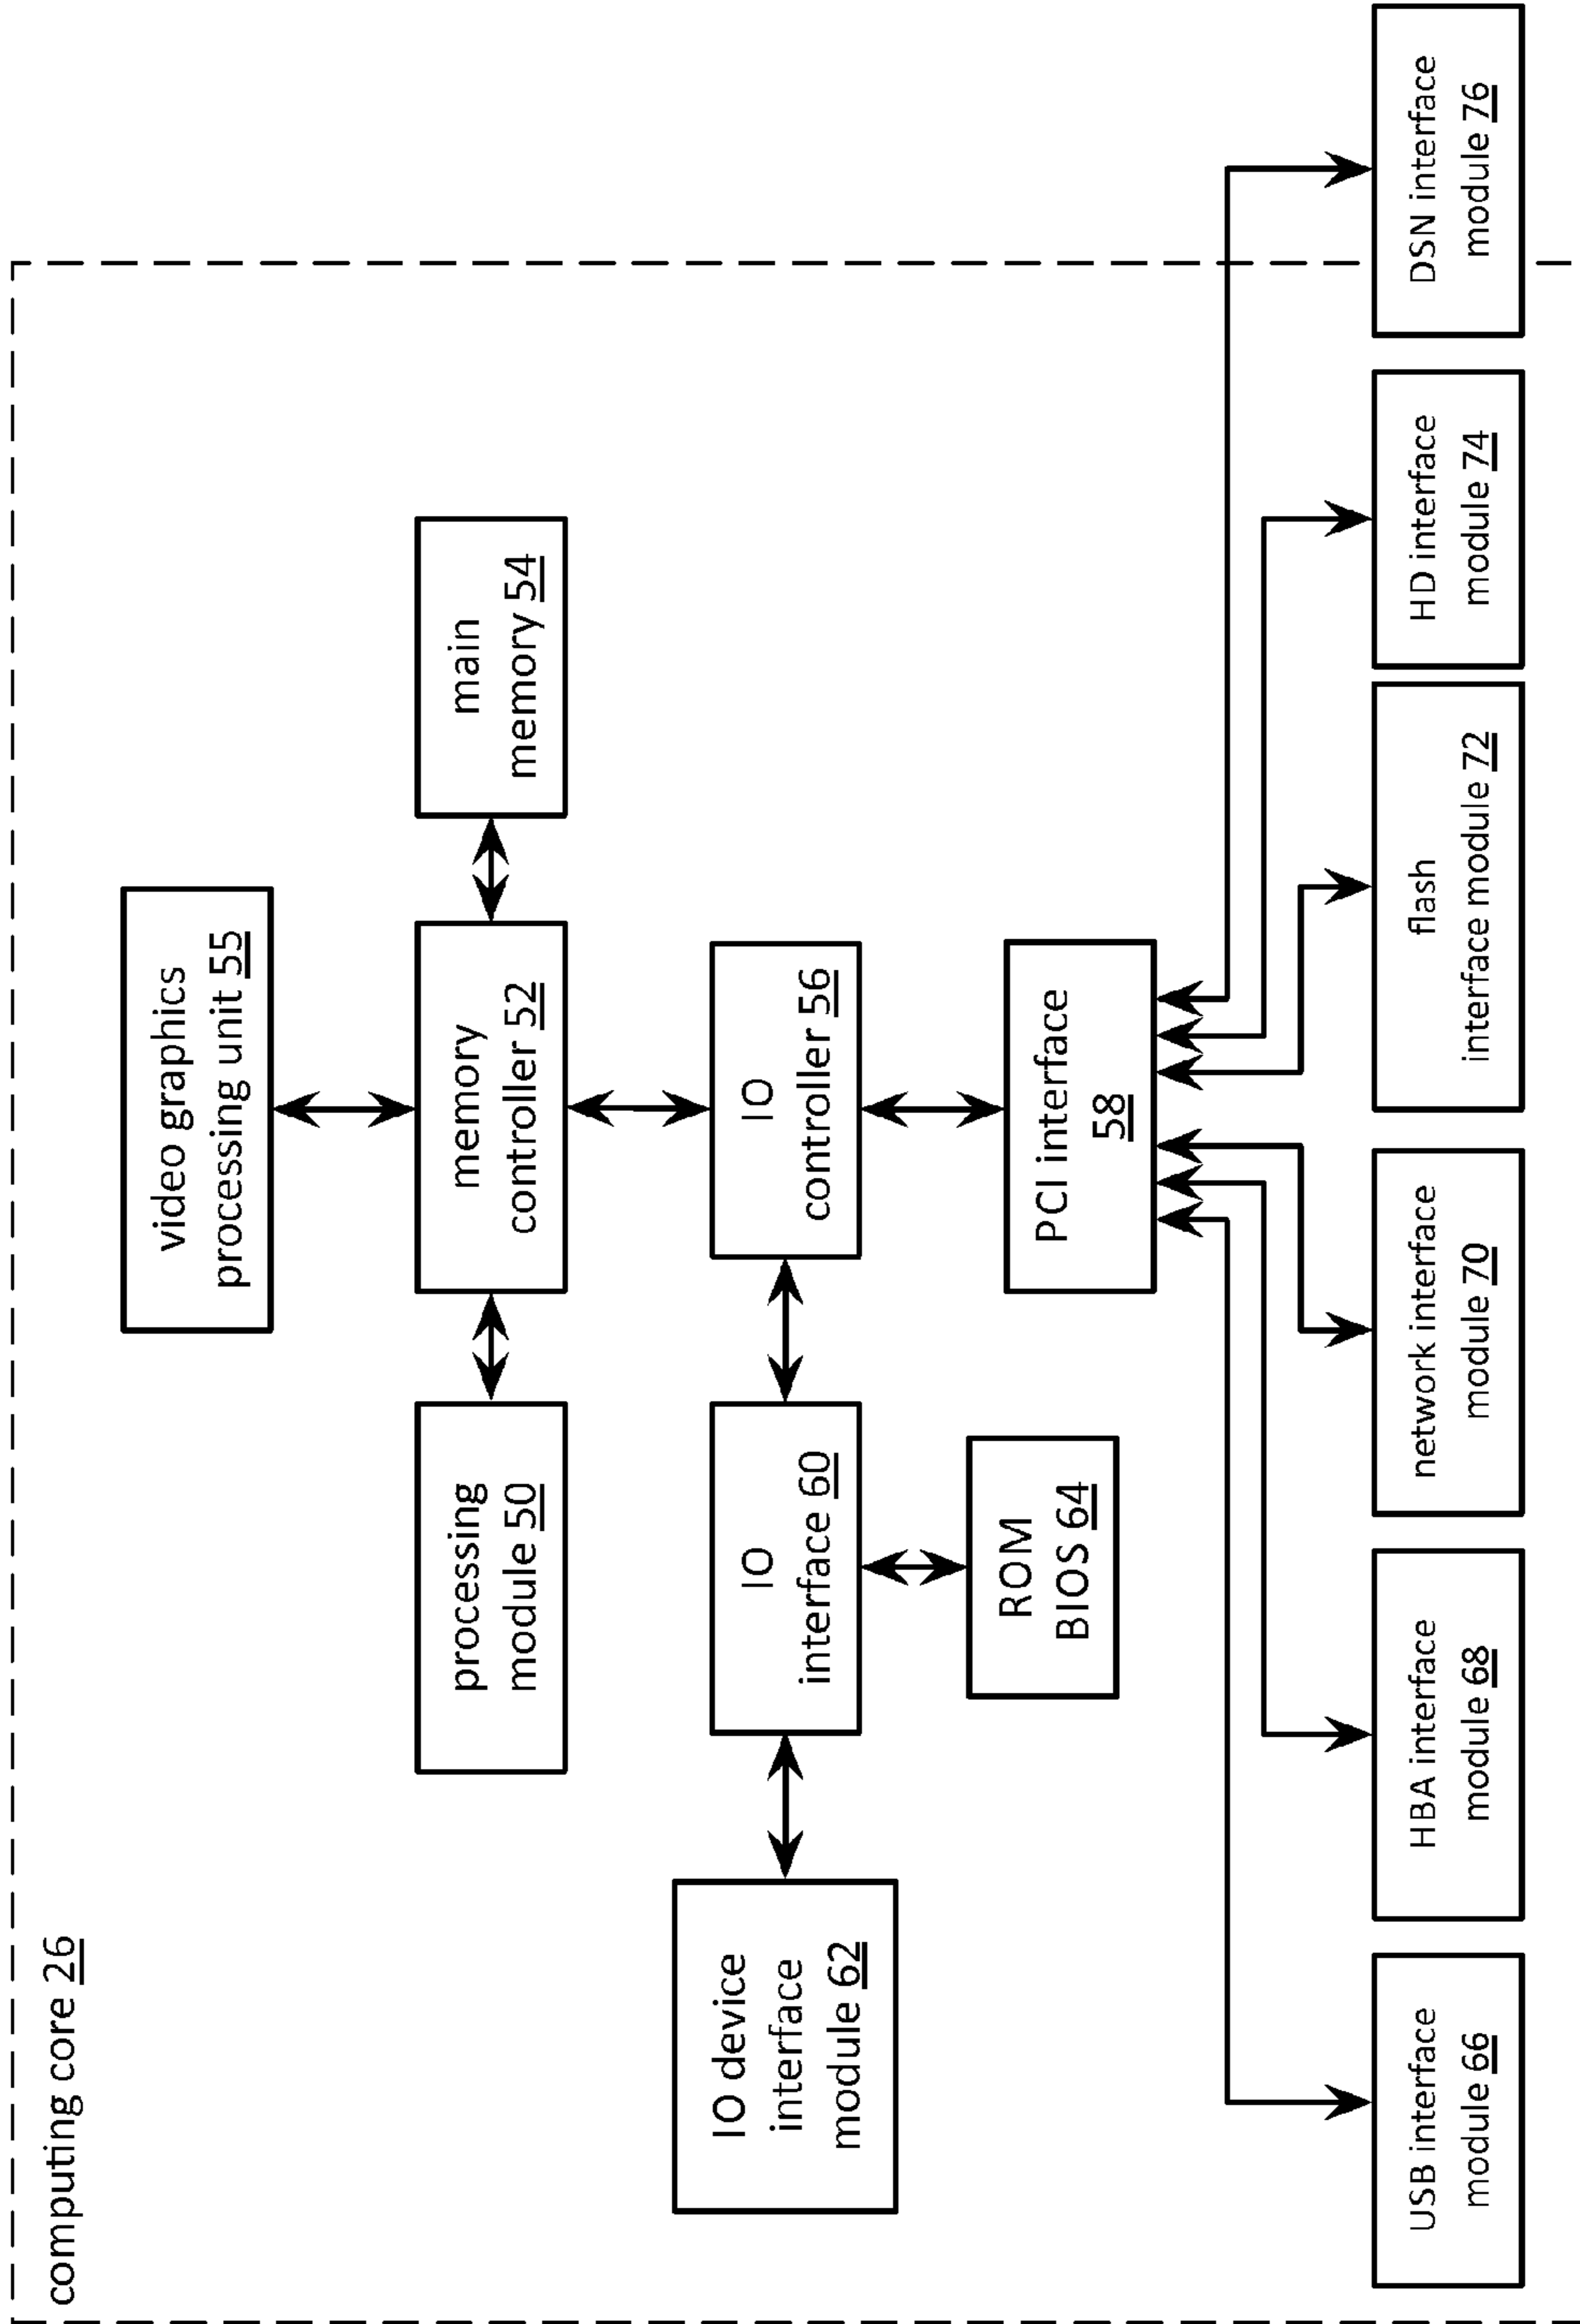 computing core 26
video graphics
processing unit 55
processing
module 50
memory
controller 52
main
memory 54
IO device
interface
module 62
IO
interface 60
IO
controller 56
ROM
BIOS 64
PCI interface
58
USB interface
module 66
HBA interface
module 68
network interface
module 70
flash
interface module 72
HD interface
module 74
DSN interface
module 76